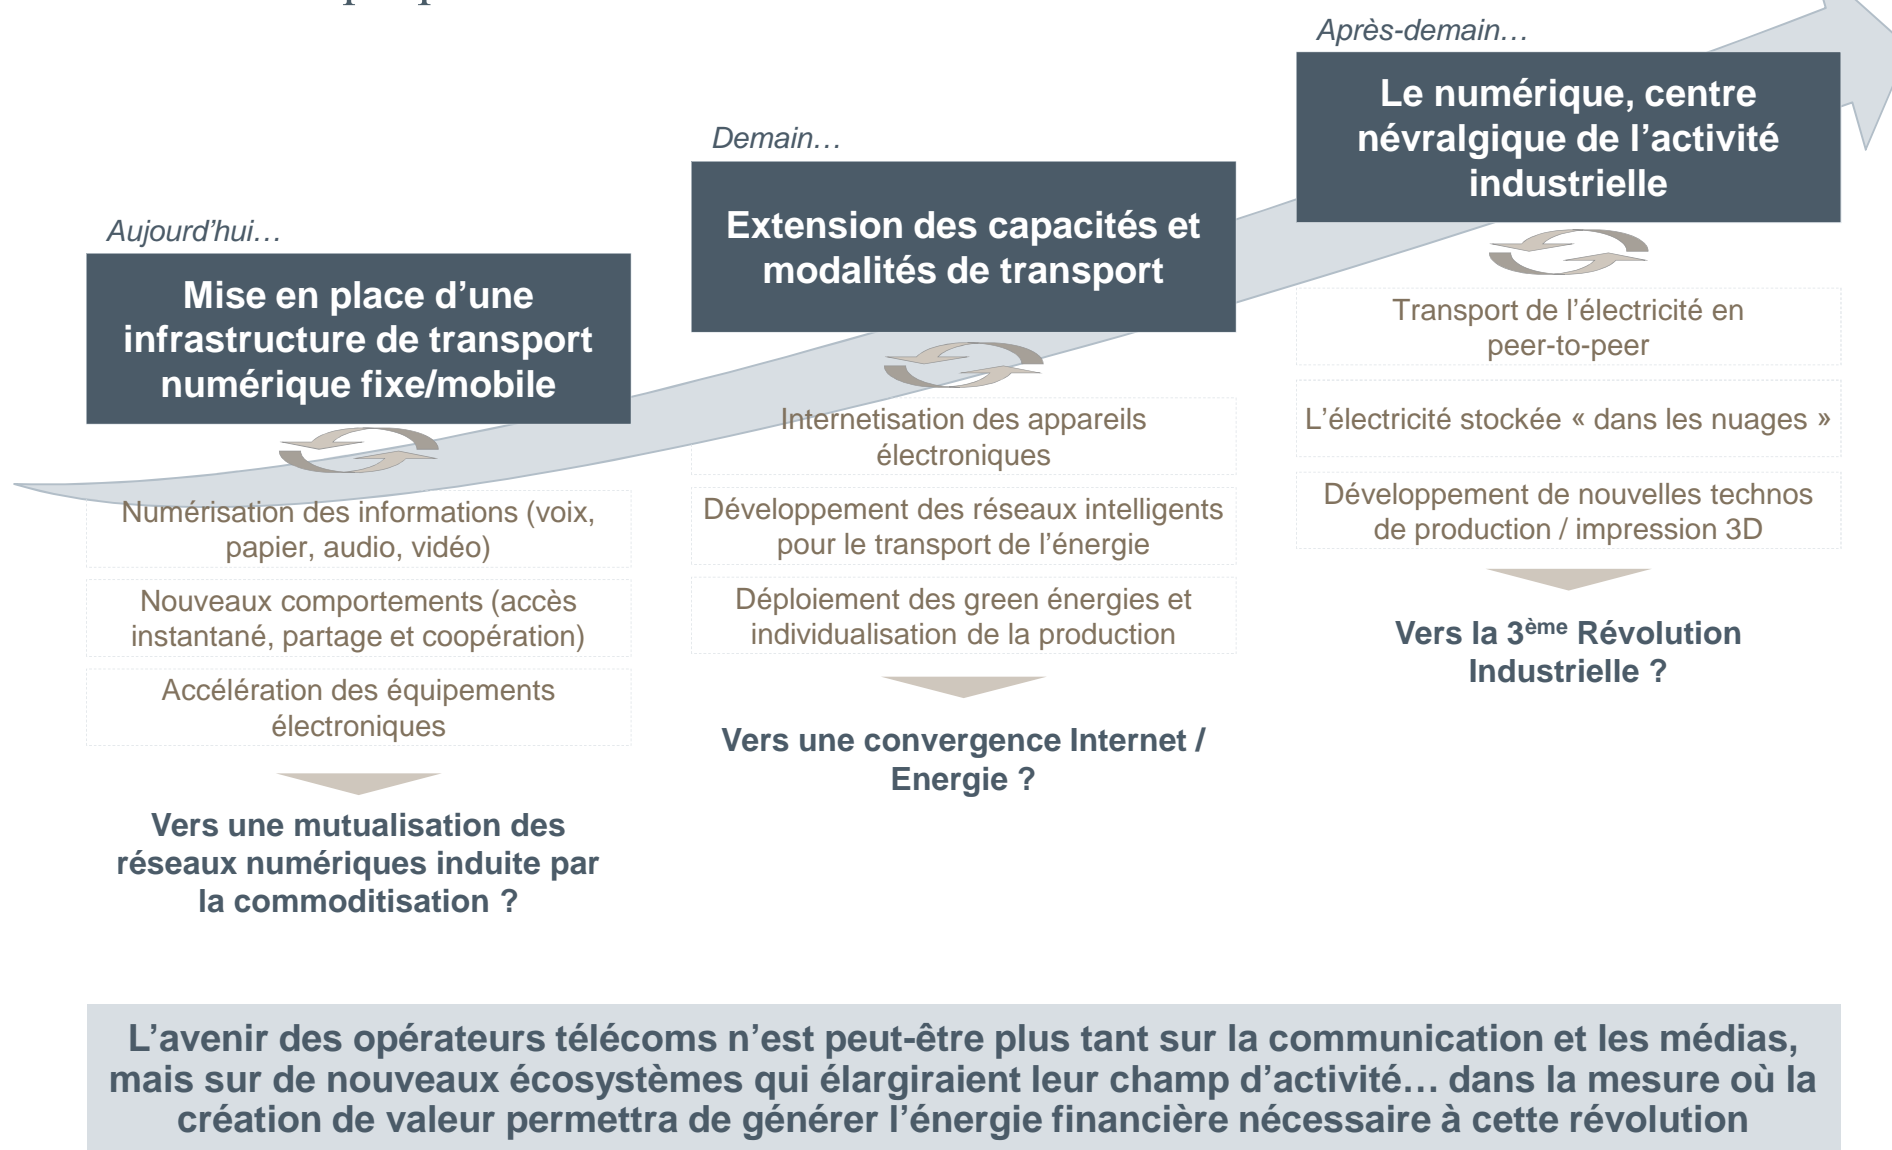 Aujourd’hui…
Mise en place d’une
infrastructure de transport
numérique fixe/mobile
Numérisation des informations (voix,
papier, audio, vidéo)
Nouveaux comportements (accès
instantané, partage et coopération)
Accélération des équipements
électroniques
Vers une mutualisation des
réseaux numériques induite par
la commoditisation ?
Demain…
Extension des capacités et
modalités de transport
Internetisation des appareils
électroniques
Développement des réseaux intelligents
pour le transport de l’énergie
Déploiement des green énergies et
individualisation de la production
Vers une convergence Internet /
Energie ?
Après-demain…
Le numérique, centre
névralgique de l’activité
industrielle
Transport de l’électricité en
peer-to-peer
L’électricité stockée « dans les nuages »
Développement de nouvelles technos
de production / impression 3D
Vers la 3ème Révolution
Industrielle ?
L’avenir des opérateurs télécoms n’est peut-être plus tant sur la communication et les médias,
mais sur de nouveaux écosystèmes qui élargiraient leur champ d’activité… dans la mesure où la
création de valeur permettra de générer l’énergie financière nécessaire à cette révolution